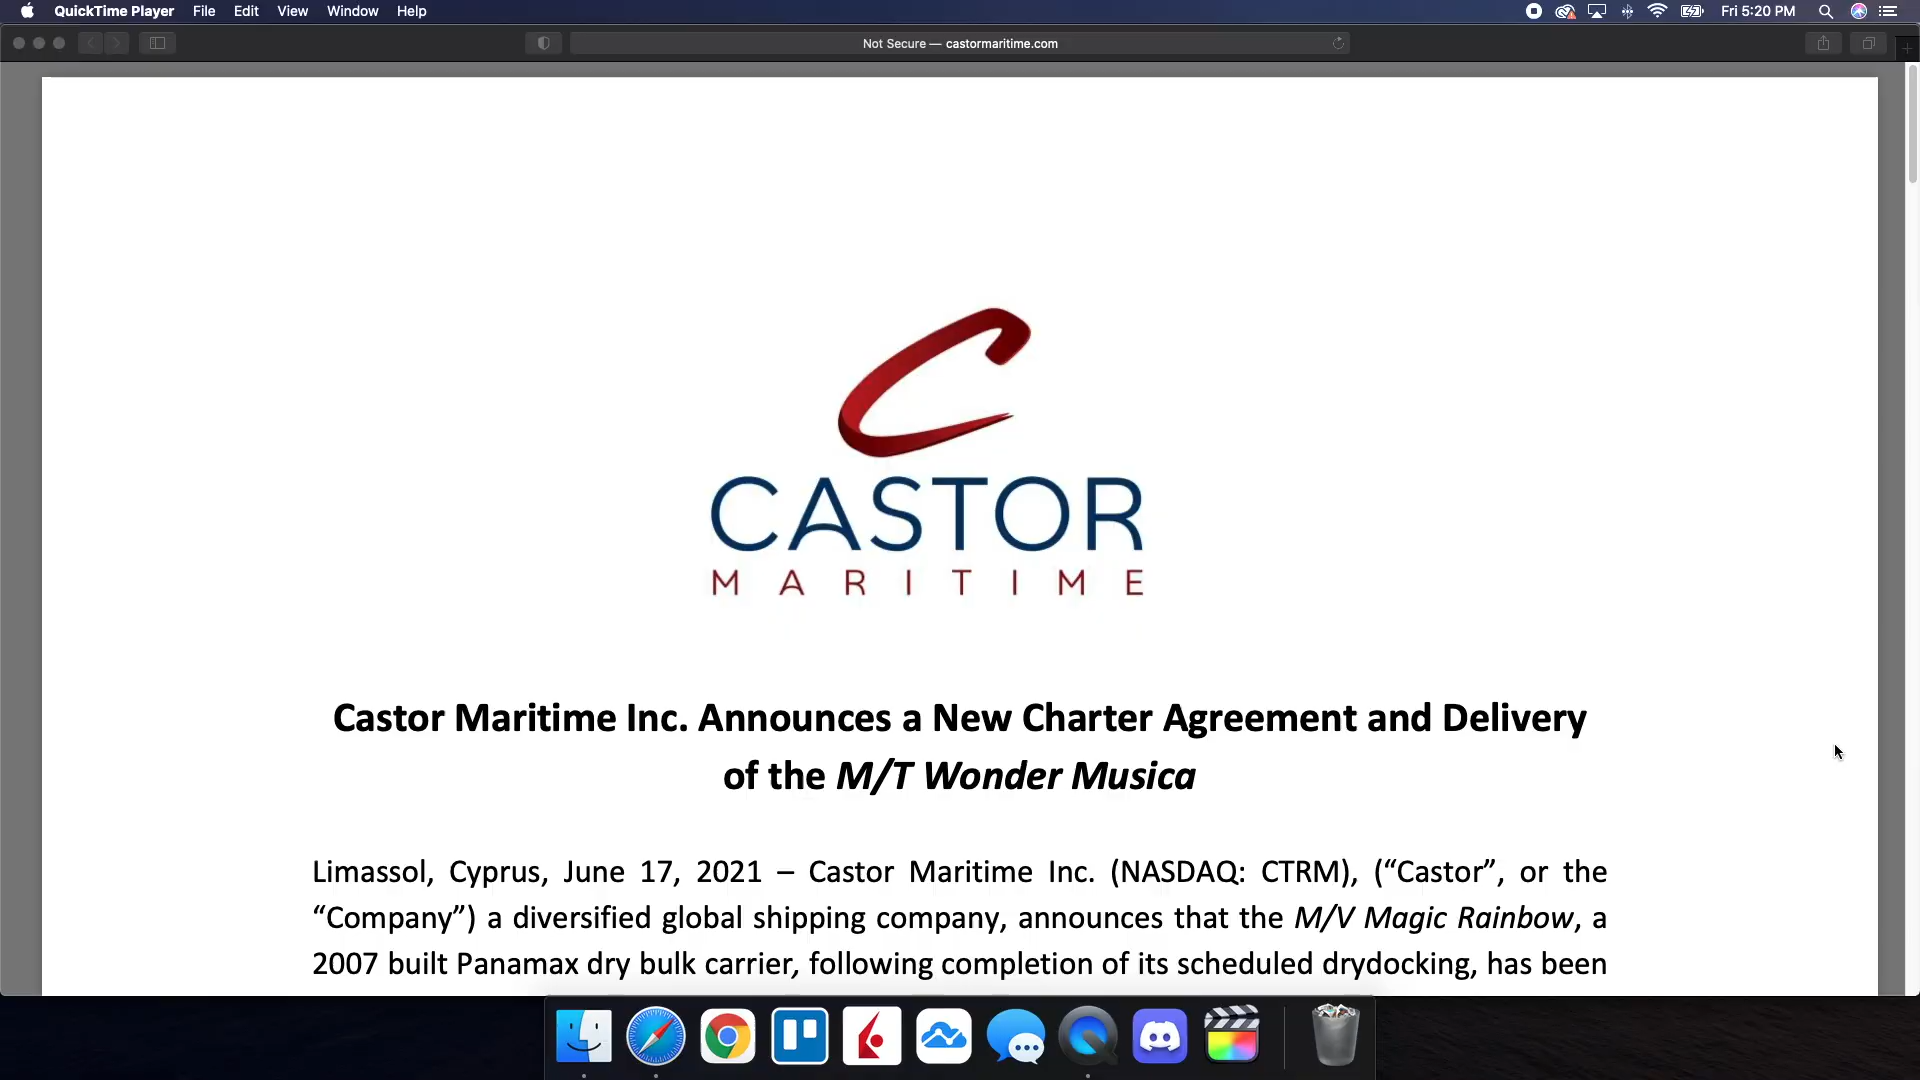 QuickTime Player File Edit View Window Help Fri 5:20 PM
Not Secure — castormaritime.com
CASTOR
MARITIME
Castor Maritime Inc. Announces a New Charter Agreement and Delivery
of the M/T Wonder Musica
Limassol, Cyprus, June 17, 2021 – Castor Maritime Inc. (NASDAQ: CTRM), (“Castor”, or the
“Company”) a diversified global shipping company, announces that the M/V Magic Rainbow, a
2007 built Panamax dry bulk carrier, following completion of its scheduled drydocking, has been